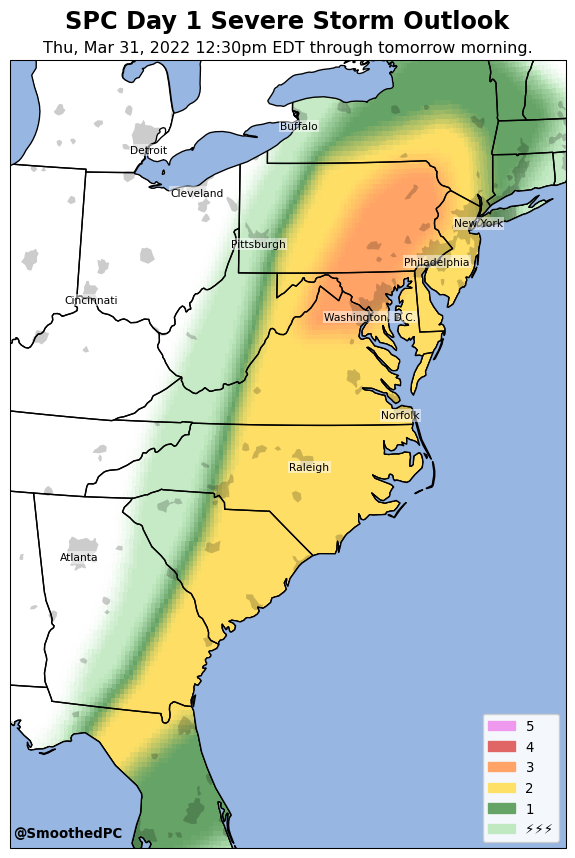 SPC Day 1 Severe Storm Outlook
Thu, Mar 31, 2022 12:30pm EDT through tomorrow morning.
Buffalo
Detroit
Cleveland
New York
Pittsburgh
Philadelphia
Cincinnati
Washington, D.C.
Norfolk
Raleigh
Atlanta
5
4
3
2
1
⚡⚡⚡
@SmoothedPC